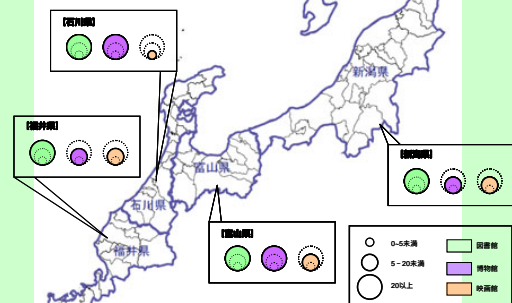 【石川県】
新潟県
【福井県】
【新潟県】
富山県
石川県
【富山県】
福井県
0~5未満
5~20未満
20以上
図書館
博物館
映画館